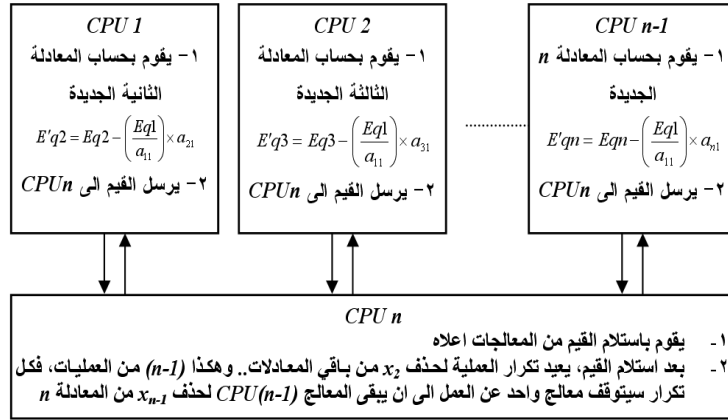 CPU 1
١- يقوم بحساب المعادلة
الثانية الجديدة
E'q2 = Eq2 - (Eq1 / a₁₁) × a₂₁
٢- يرسل القيم الى CPUn
CPU 2
١- يقوم بحساب المعادلة
الثالثة الجديدة
E'q3 = Eq3 - (Eq1 / a₁₁) × a₃₁
٢- يرسل القيم الى CPUn
....................
CPU n-1
١- يقوم بحساب المعادلة n
الجديدة
E'qn = Eqn - (Eq1 / a₁₁) × aₙ₁
٢- يرسل القيم الى CPUn
CPU n
١- يقوم باستلام القيم من المعالجات اعلاه
٢- بعد استلام القيم، يعيد تكرار العملية لحذف x₂ من باقي المعادلات.. وهكذا (n-1) من العمليات، فكل
تكرار سيتوقف معالج واحد عن العمل الى ان يبقى المعالج CPU(n-1) لحذف xₙ₋₁ من المعادلة n